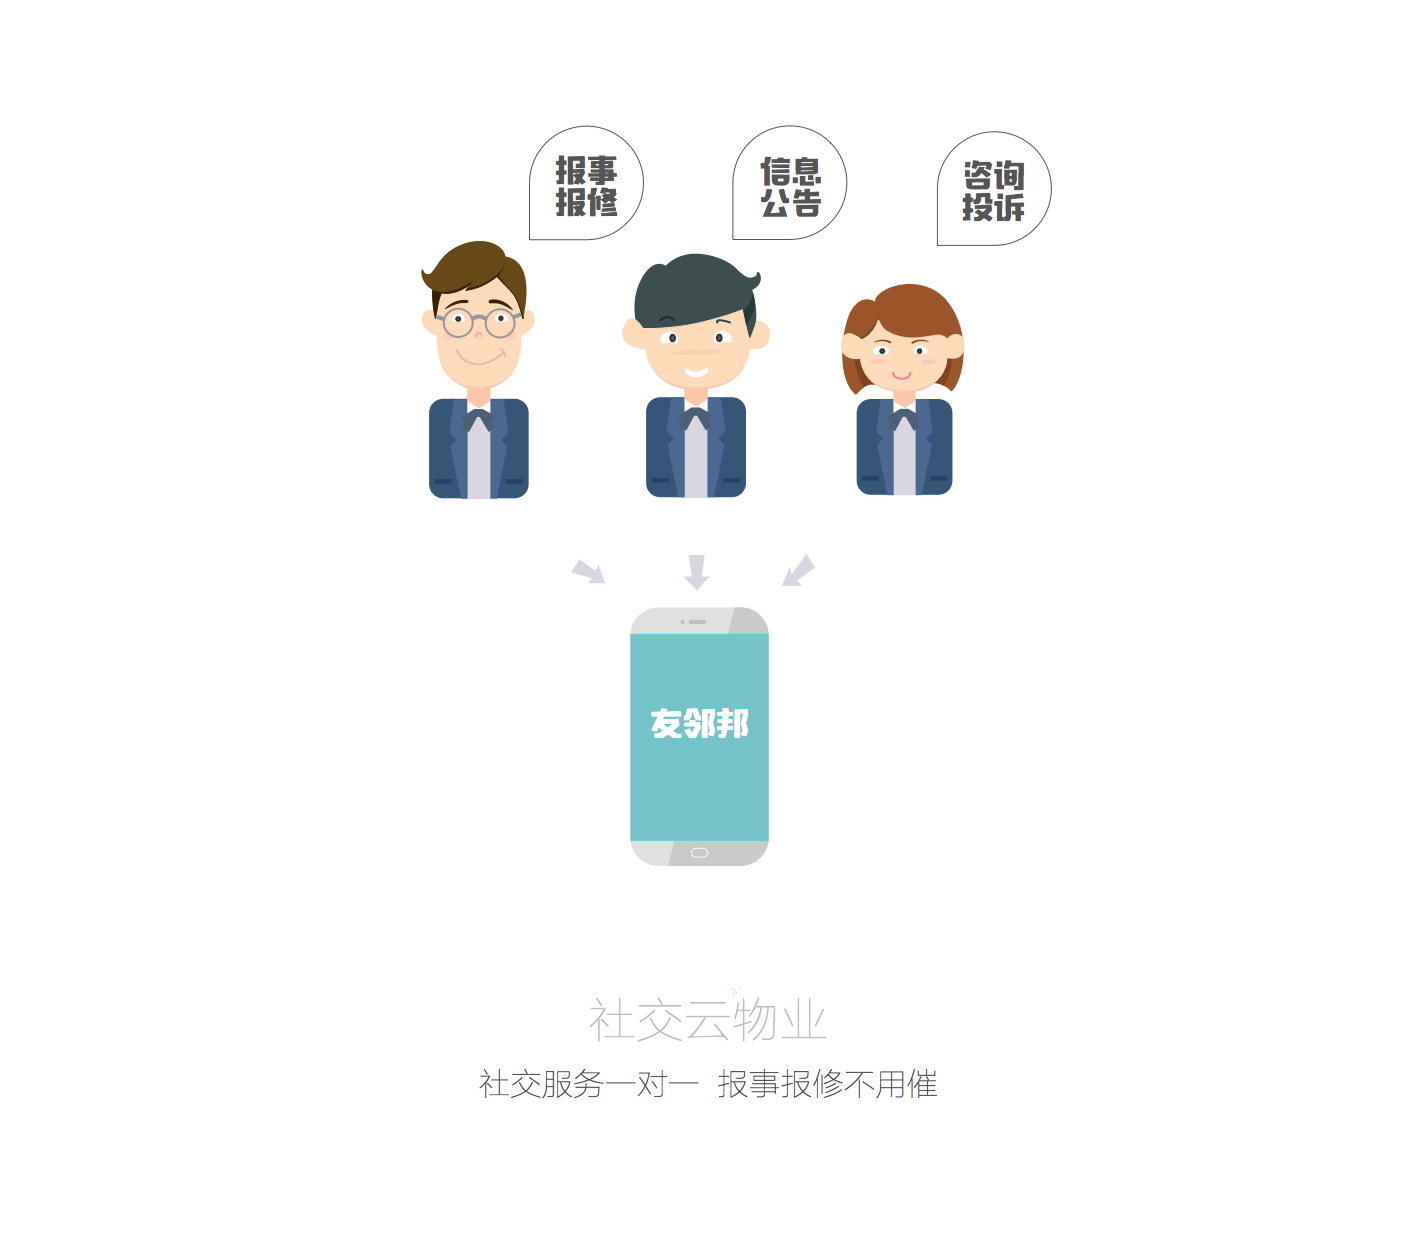 报事
报修
信息
公告
咨询
投诉
友邻邦
社交云物业
社交服务一对一 报事报修不用催